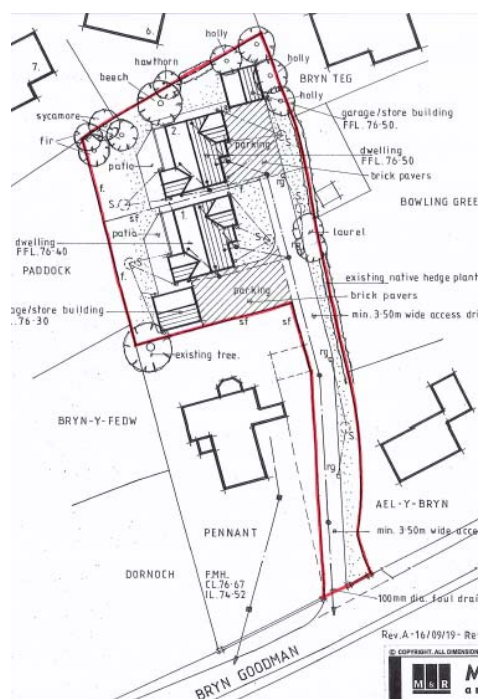 6.
holly
7.
hawthorn
holly
beech
BRYN TEG
holly
sycamore
holly
garage/store building
FFL.76-50.
fir
2.
parking
dwelling
FFL.76-50
patio
brick pavers
f.
f
rg
S
BOWLING GREE
sf
patio
1.
laurel
dwelling
FFL.76-40
PADDOCK
f.
existing native hedge plant
parking
brick pavers
age/store building
L.76-30
min. 3-50m wide access dri
sf
sf
existing tree.
rg
BRYN-Y-FEDW
rg
AEL-Y-BRYN
PENNANT
min. 3-50m wide acce
DORNOCH
F.M.H.
CL.76-67
IL.74-52
100mm dia. foul drai
Rev.A-16/09/19- Re
BRYN GOODMAN
© COPYRIGHT. ALL DIMENSION
M&R
M
a